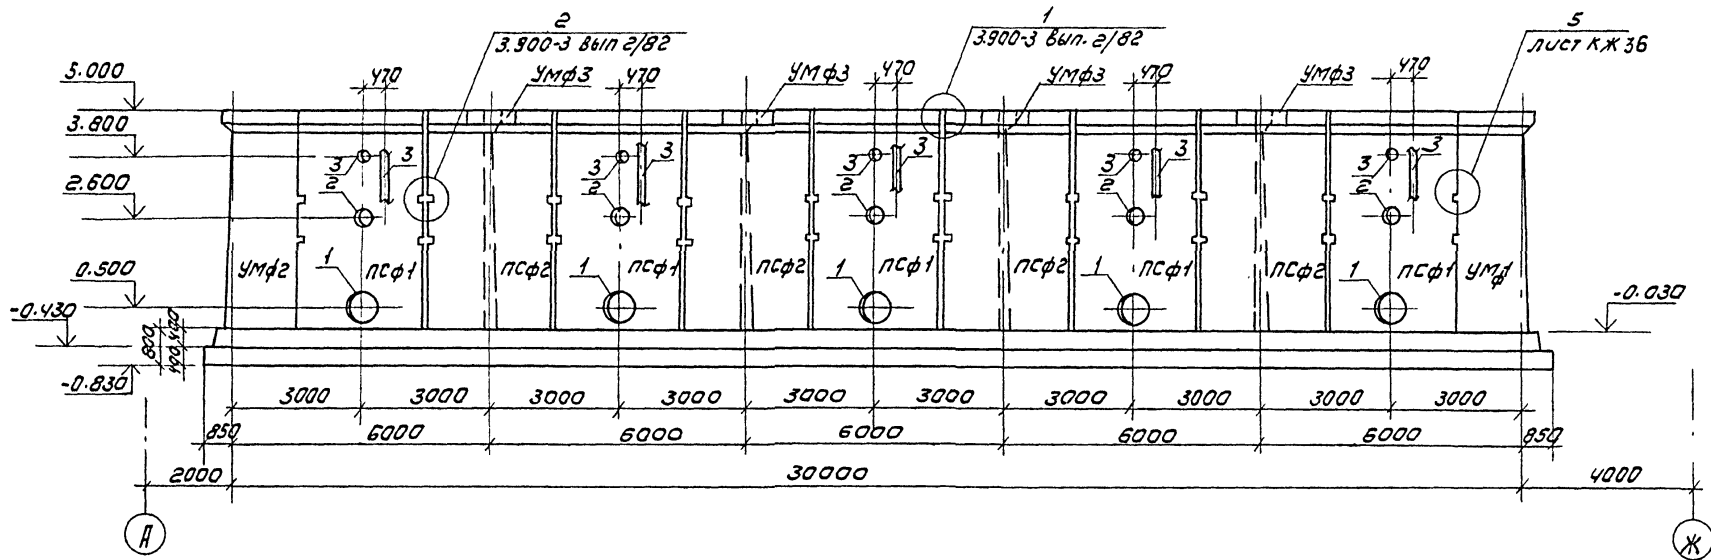 2
3.900-3 вып 2/82
1
3.900-3 вып. 2/82
5
лист КЖ 36
5.000
470
УМф3
470
УМф3
470
УМф3
470
УМф3
470
3.800
3
3
3
3
3
3
3
3
3
3
2.600
2
2
2
2
2
0.500
УМф2
1
ПСф1
ПСф2
1
ПСф1
ПСф2
1
ПСф1
ПСф2
1
ПСф1
ПСф2
1
ПСф1
УМф1
-0.430
-0.030
800
400
400
-0.830
3000
3000
3000
3000
3000
3000
3000
3000
3000
3000
850
6000
6000
6000
6000
6000
850
2000
30000
4000
А
Ж